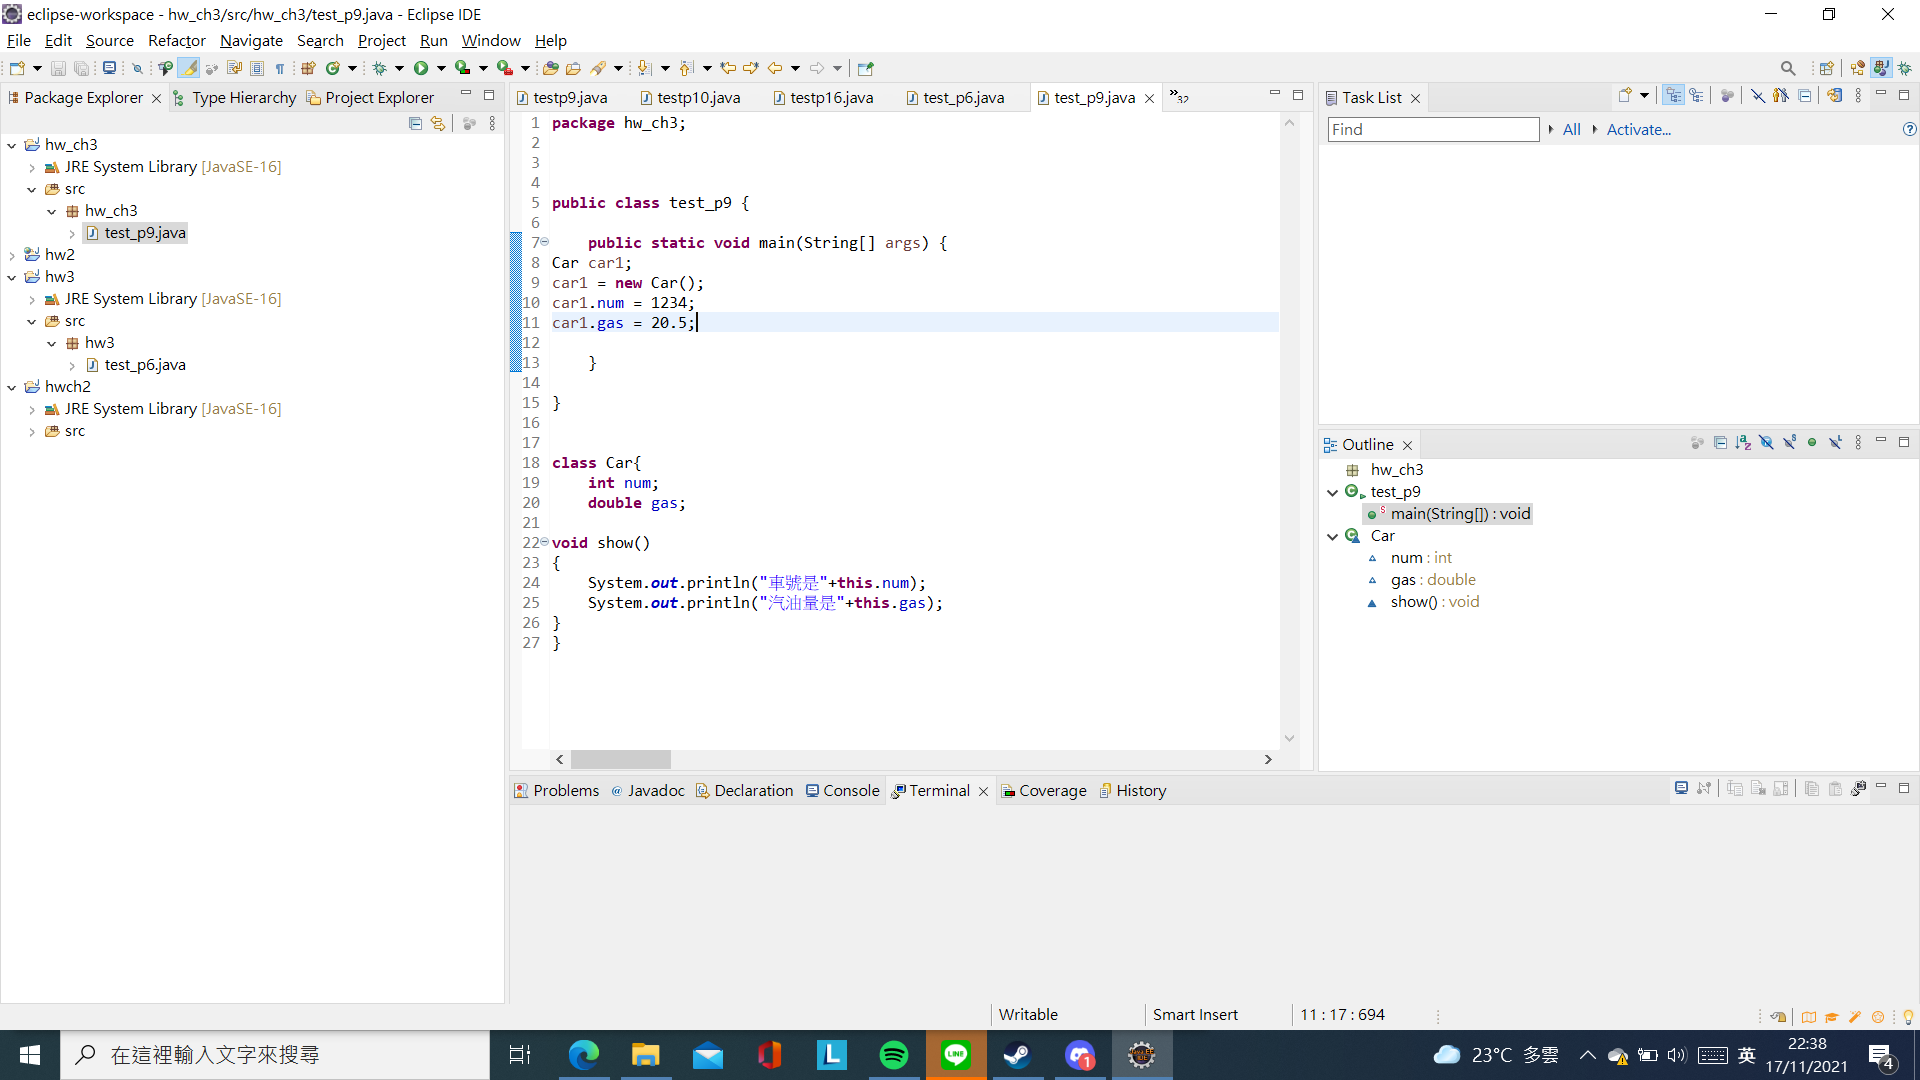 eclipse-workspace - hw_ch3/src/hw_ch3/test_p9.java - Eclipse IDE
File Edit Source Refactor Navigate Search Project Run Window Help
Package Explorer Type Hierarchy Project Explorer
hw_ch3
JRE System Library [JavaSE-16]
src
hw_ch3
test_p9.java
hw2
hw3
JRE System Library [JavaSE-16]
src
hw3
test_p6.java
hwch2
JRE System Library [JavaSE-16]
src
testp9.java testp10.java testp16.java test_p6.java test_p9.java 32
1 package hw_ch3;
2
3
4
5 public class test_p9 {
6
7 public static void main(String[] args) {
8 Car car1;
9 car1 = new Car();
10 car1.num = 1234;
11 car1.gas = 20.5;
12
13 }
14
15 }
16
17
18 class Car{
19 int num;
20 double gas;
21
22 void show()
23 {
24 System.out.println("車號是"+this.num);
25 System.out.println("汽油量是"+this.gas);
26 }
27 }
Task List
Find All Activate...
Outline
hw_ch3
test_p9
main(String[]) : void
Car
num : int
gas : double
show() : void
Problems Javadoc Declaration Console Terminal Coverage History
Writable Smart Insert 11 : 17 : 694
在這裡輸入文字來搜尋
L
LINE
1
23°C 多雲
英
22:38
17/11/2021
4